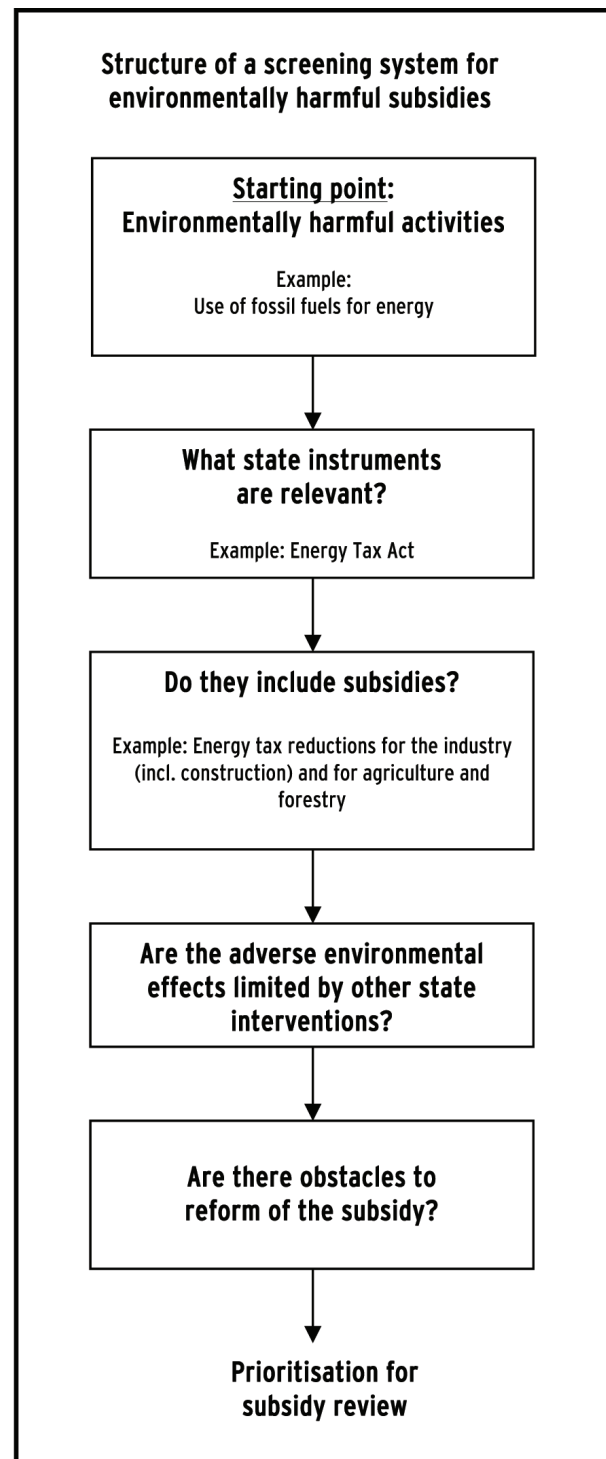 Structure of a screening system for
environmentally harmful subsidies
Starting point:
Environmentally harmful activities
Example:
Use of fossil fuels for energy
What state instruments
are relevant?
Example: Energy Tax Act
Do they include subsidies?
Example: Energy tax reductions for the industry
(incl. construction) and for agriculture and
forestry
Are the adverse environmental
effects limited by other state
interventions?
Are there obstacles to
reform of the subsidy?
Prioritisation for
subsidy review